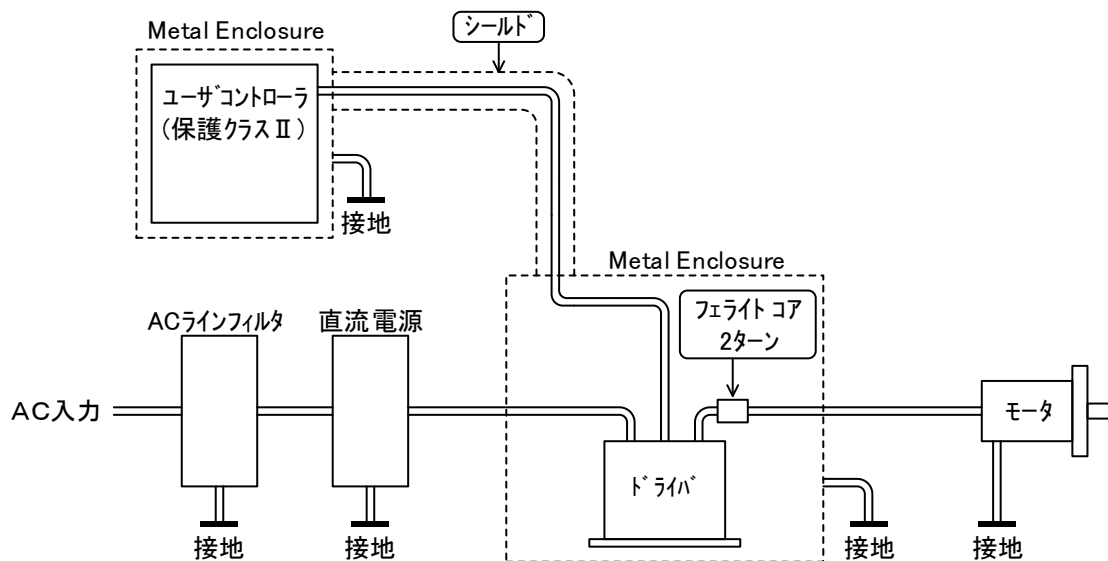 Metal Enclosure
シールド
ユーザコントローラ
（保護クラスⅡ）
接地
Metal Enclosure
フェライト コア
2ターン
ACラインフィルタ
直流電源
AC入力
モータ
ドライバ
接地
接地
接地
接地